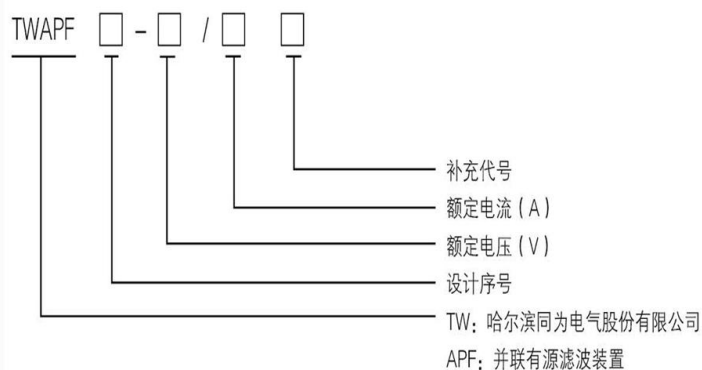 TWAPF □-□/□ □
补充代号
额定电流(A)
额定电压(V)
设计序号
TW:哈尔滨同为电气股份有限公司
APF:并联有源滤波装置